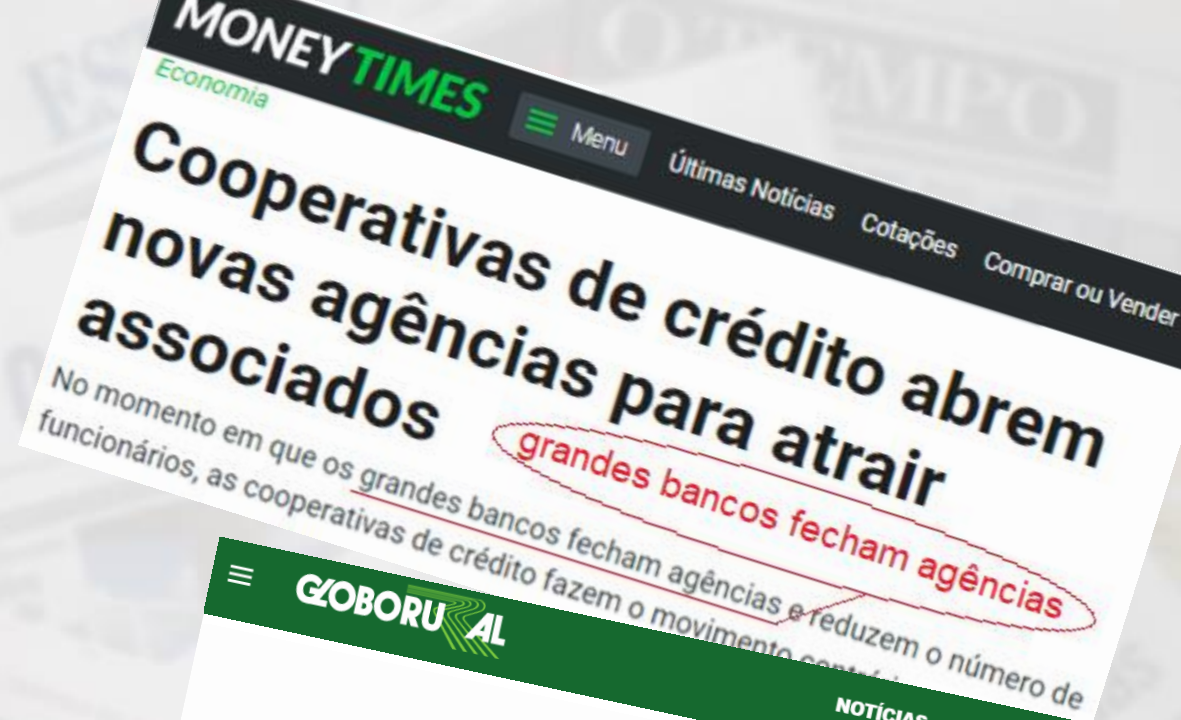 MONEY TIMES
Menu
Últimas Notícias
Cotações
Comprar ou Vender
Economia
Cooperativas de crédito abrem
novas agências para atrair
associados
grandes bancos fecham agências
No momento em que os grandes bancos fecham agências e reduzem o número de
funcionários, as cooperativas de crédito fazem o movimento
GLOBORURAL
NOTÍCIAS
O TEMPO